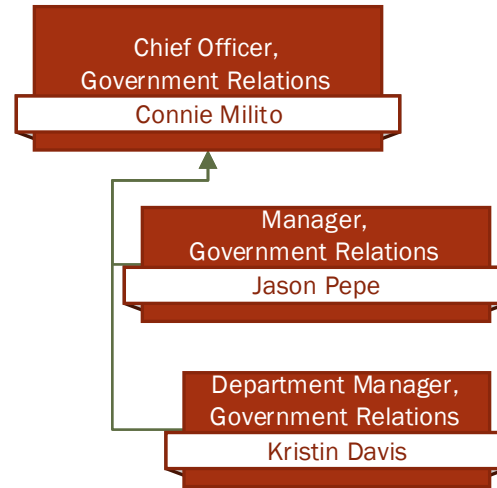 Chief Officer,
Government Relations
Connie Milito
Manager,
Government Relations
Jason Pepe
Department Manager,
Government Relations
Kristin Davis